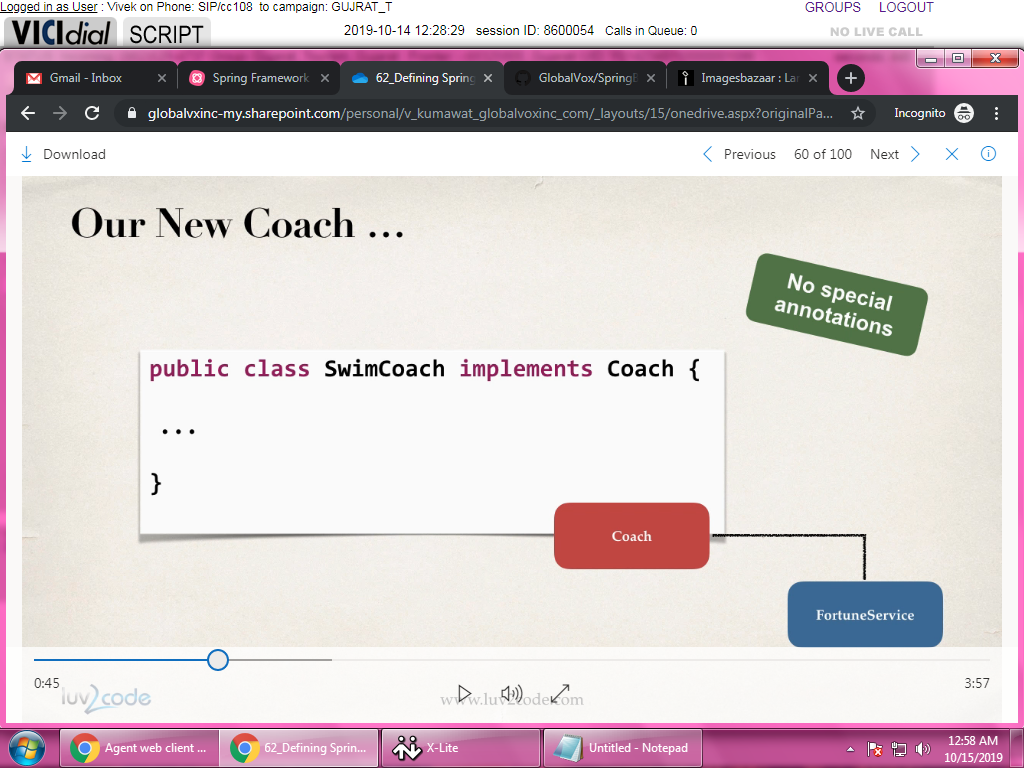 Logged in as User : Vivek on Phone: SIP/cc108 to campaign: GUJRAT_T
GROUPS LOGOUT
VICIdial SCRIPT
2019-10-14 12:28:29 session ID: 8600054 Calls in Queue: 0
NO LIVE CALL
Gmail - Inbox
Spring Framework
62_Defining Spring
GlobalVox/SpringB
Imagesbazaar : Lar
globalvxinc-my.sharepoint.com/personal/v_kumawat_globalvoxinc_com/_layouts/15/onedrive.aspx?originalPa...
Incognito
Download
Previous 60 of 100 Next
Our New Coach ...
No special
annotations
public class SwimCoach implements Coach {
...
}
Coach
FortuneService
0:45
3:57
luv2code
www.luv2code.com
Agent web client ...
62_Defining Sprin...
X-Lite
Untitled - Notepad
12:58 AM
10/15/2019